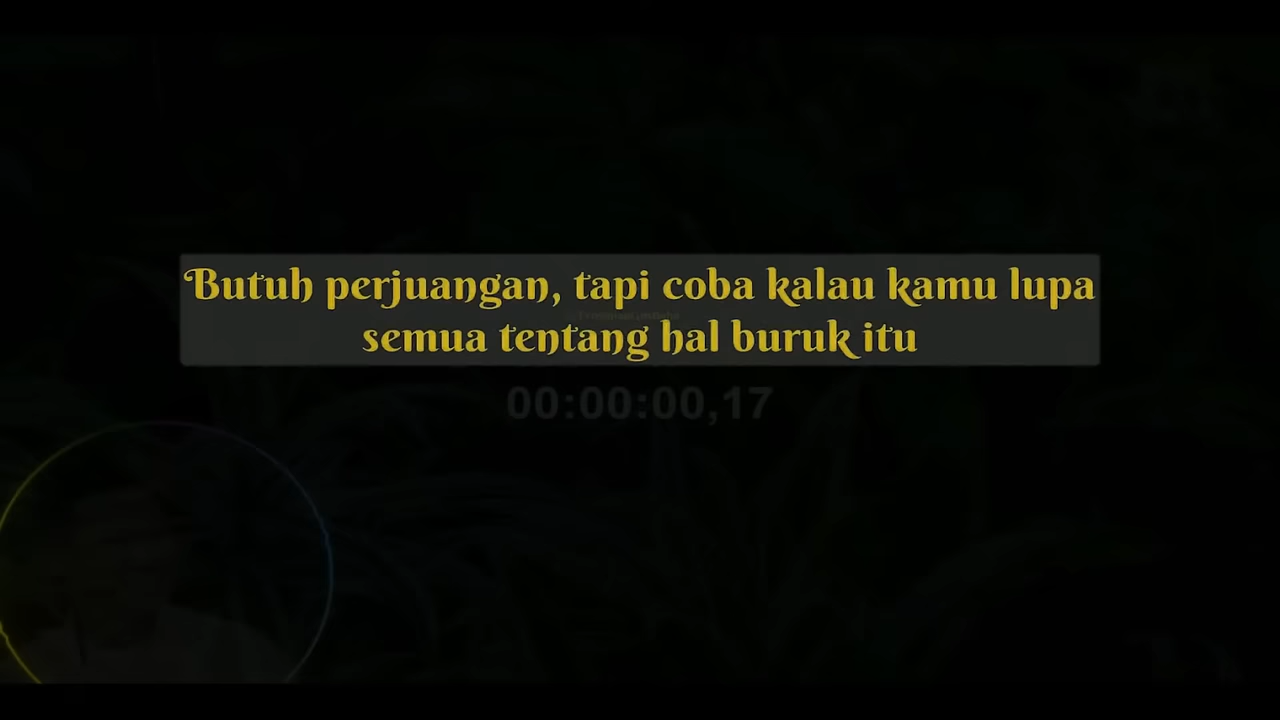 Butuh perjuangan, tapi coba kalau kamu lupa
semua tentang hal buruk itu
00:00:00,17